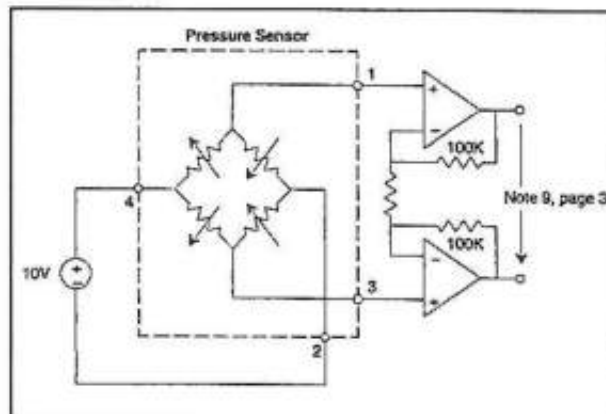 Pressure Sensor
1
+
−
100K
4
Note 9, page 3
10V
+
−
100K
−
3
+
2